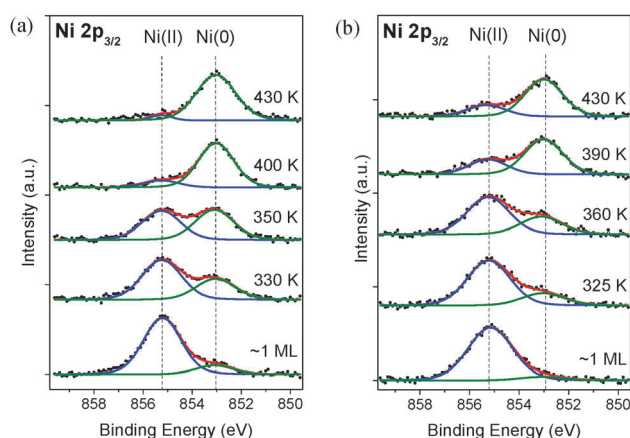 (a)
Ni 2p3/2
Ni(II)
Ni(0)
430 K
400 K
350 K
330 K
~1 ML
Intensity (a.u.)
858 856 854 852 850
Binding Energy (eV)
(b)
Ni 2p3/2
Ni(II)
Ni(0)
430 K
390 K
360 K
325 K
~1 ML
Intensity (a.u.)
858 856 854 852 850
Binding Energy (eV)